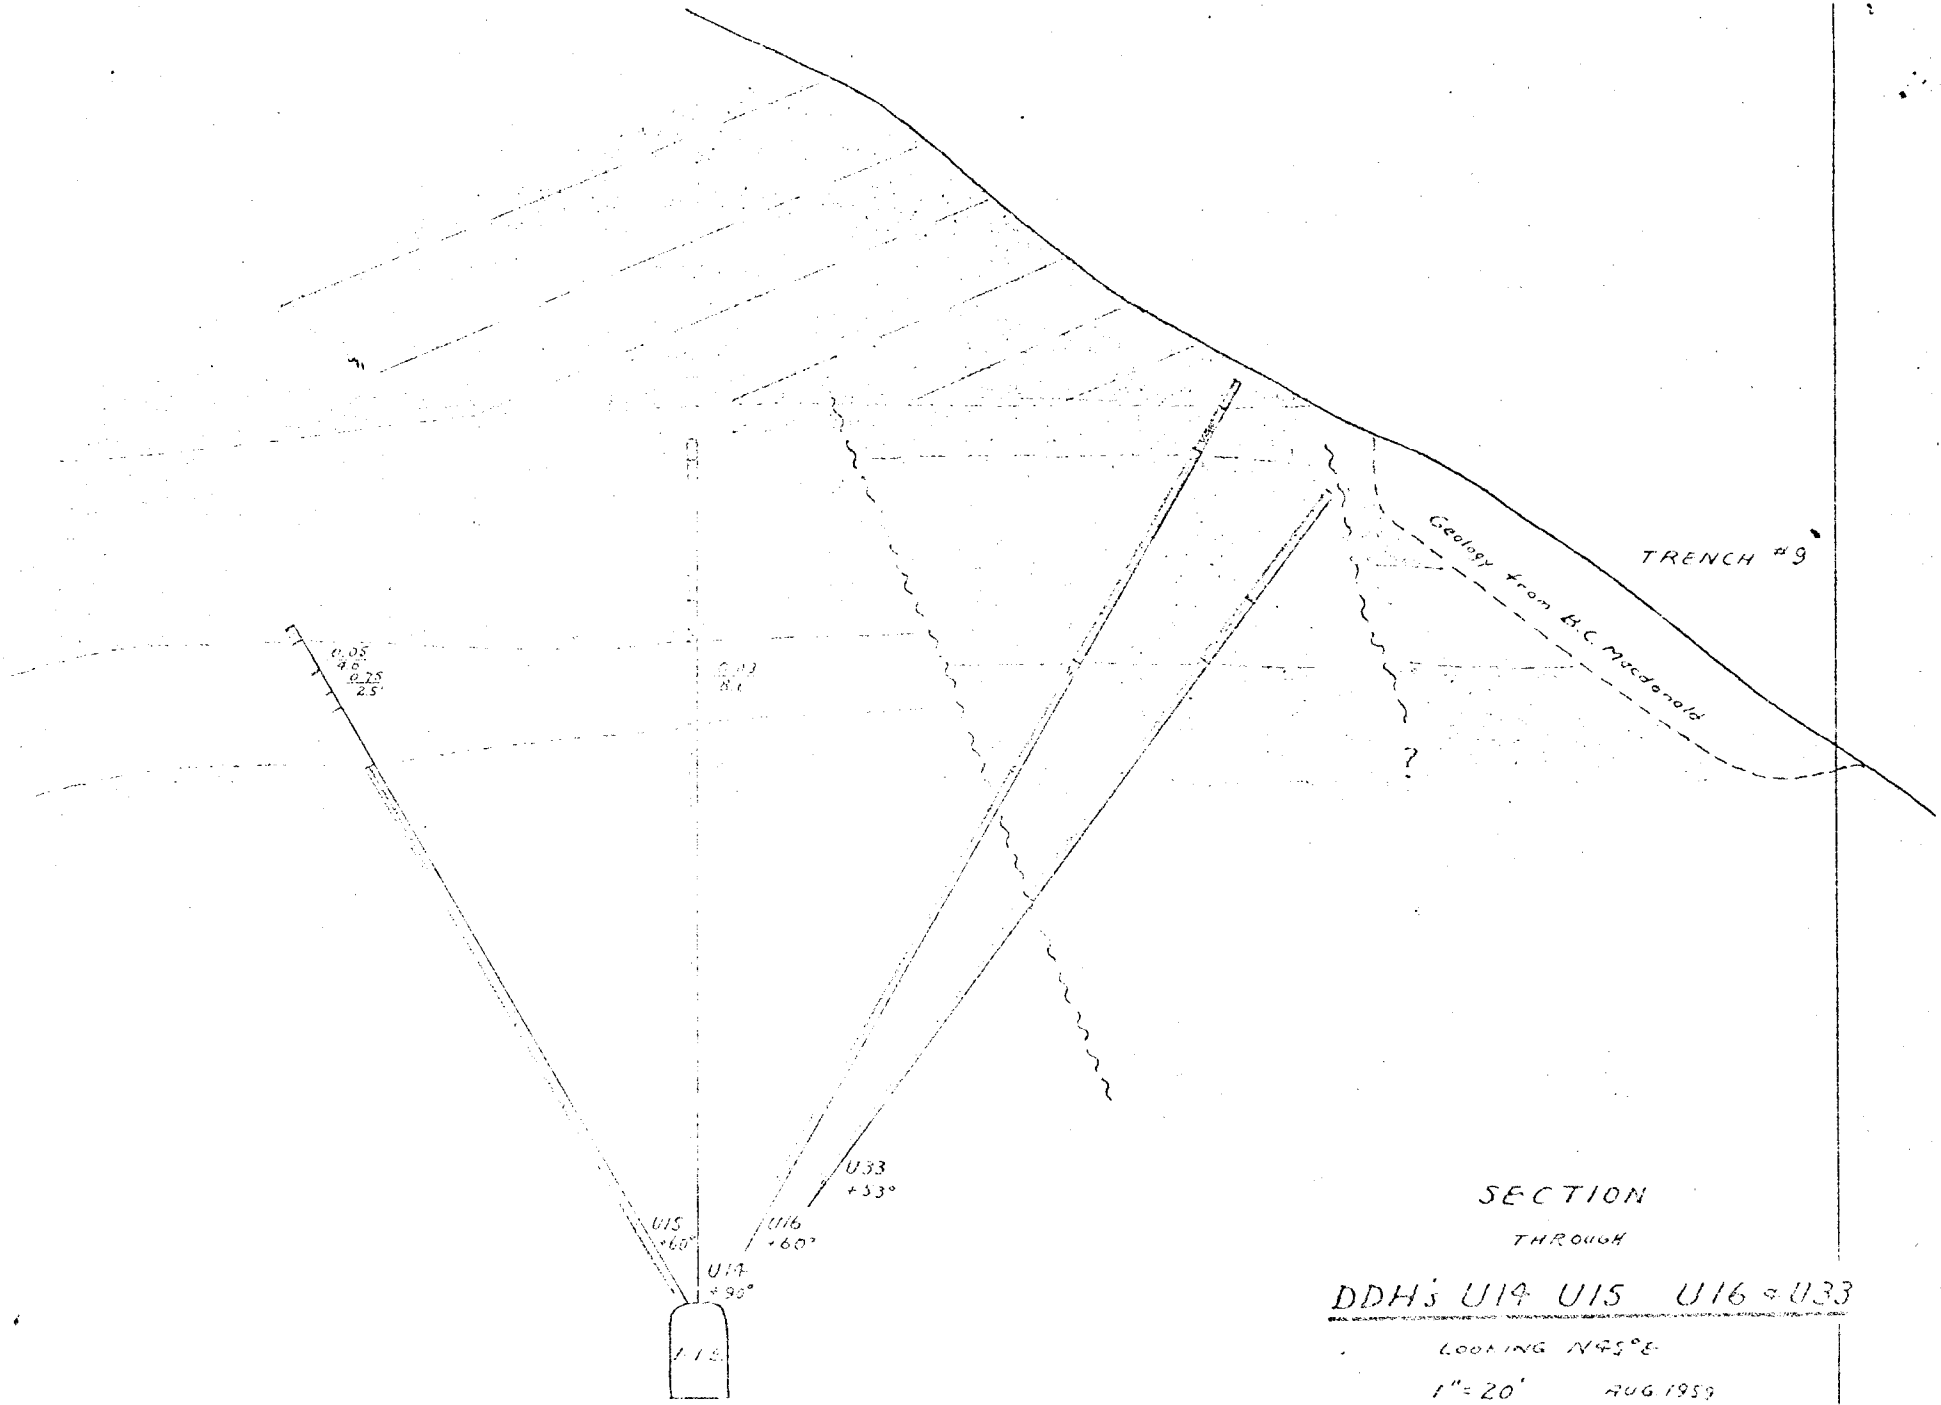 TRENCH #9
Geology from H.C. Macdonald
0.05
4.6
0.75
2.5'
?
U33
+53°
U15
+60°
U16
+60°
U14
+90°
SECTION
THROUGH
DDH's U14 U15 U16 & U33
LOOKING N45°E
1"=20' AUG. 1959